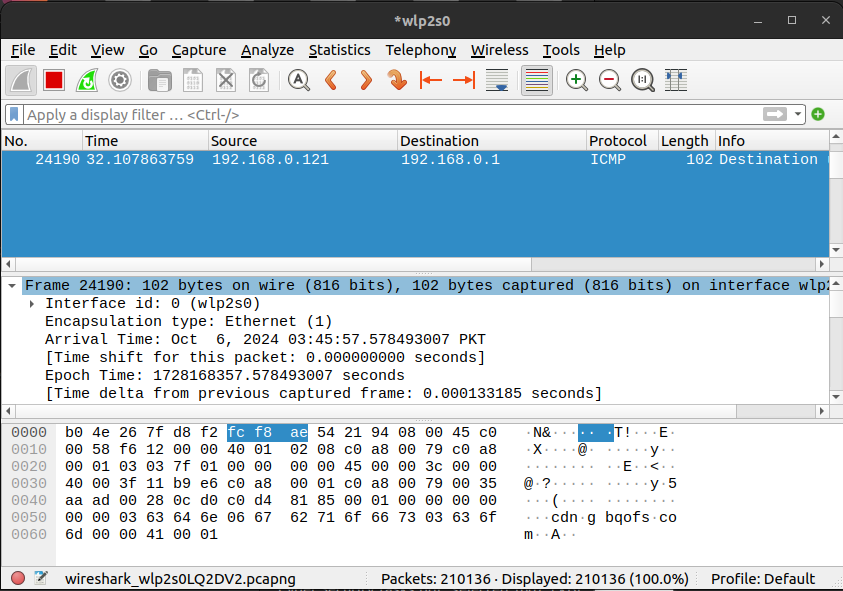 *wlp2s0
File Edit View Go Capture Analyze Statistics Telephony Wireless Tools Help
Apply a display filter … <Ctrl-/>
No. Time Source Destination Protocol Length Info
24190 32.107863759 192.168.0.121 192.168.0.1 ICMP 102 Destination
Frame 24190: 102 bytes on wire (816 bits), 102 bytes captured (816 bits) on interface wlp2
Interface id: 0 (wlp2s0)
Encapsulation type: Ethernet (1)
Arrival Time: Oct  6, 2024 03:45:57.578493007 PKT
[Time shift for this packet: 0.000000000 seconds]
Epoch Time: 1728168357.578493007 seconds
[Time delta from previous captured frame: 0.000133185 seconds]
0000 b0 4e 26 7f d8 f2 fc f8 ae 54 21 94 08 00 45 c0 ·N&··· ·· ·T!···E·
0010 00 58 f6 12 00 00 40 01 02 08 c0 a8 00 79 c0 a8 ·X····@· ·····y··
0020 00 01 03 03 7f 01 00 00 00 00 45 00 00 3c 00 00 ········ ··E··<··
0030 40 00 3f 11 b9 e6 c0 a8 00 01 c0 a8 00 79 00 35 @·?····· ·····y·5
0040 aa ad 00 28 0c d0 c0 d4 81 85 00 01 00 00 00 00 ···(···· ········
0050 00 00 03 63 64 6e 06 67 62 71 6f 66 73 03 63 6f ···cdn·g bqofs·co
0060 6d 00 00 41 00 01 m··A··
wireshark_wlp2s0LQ2DV2.pcapng Packets: 210136 · Displayed: 210136 (100.0%) Profile: Default